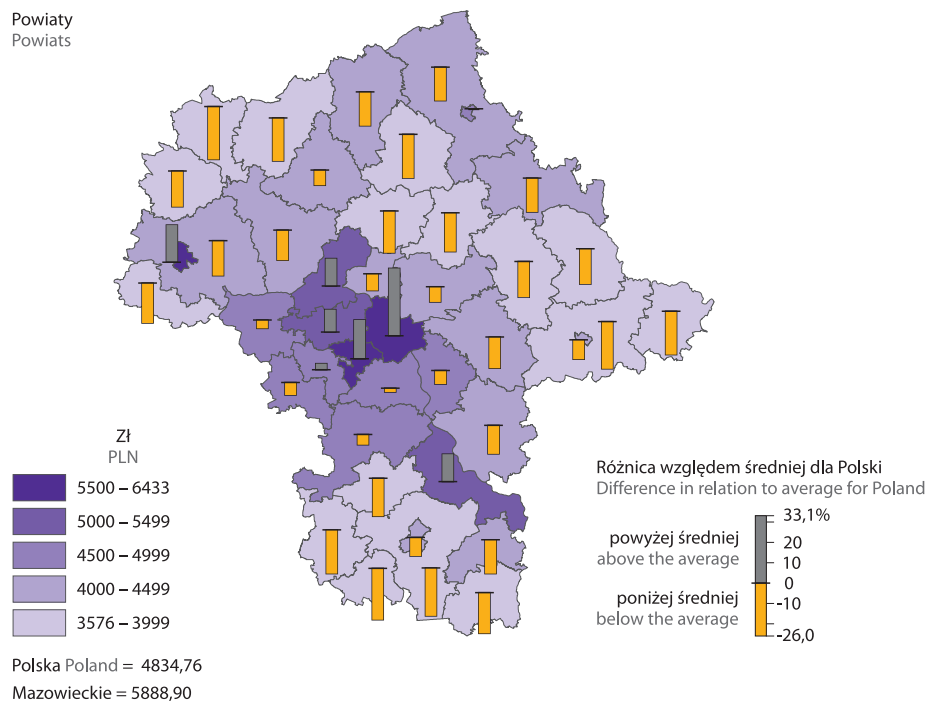 Powiaty
Powiats
Zł
PLN
5500 – 6433
5000 – 5499
4500 – 4999
4000 – 4499
3576 – 3999
Polska Poland = 4834,76
Mazowieckie = 5888,90
Różnica względem średniej dla Polski
Difference in relation to average for Poland
33,1%
powyżej średniej
above the average
20
10
0
poniżej średniej
below the average
-10
-26,0